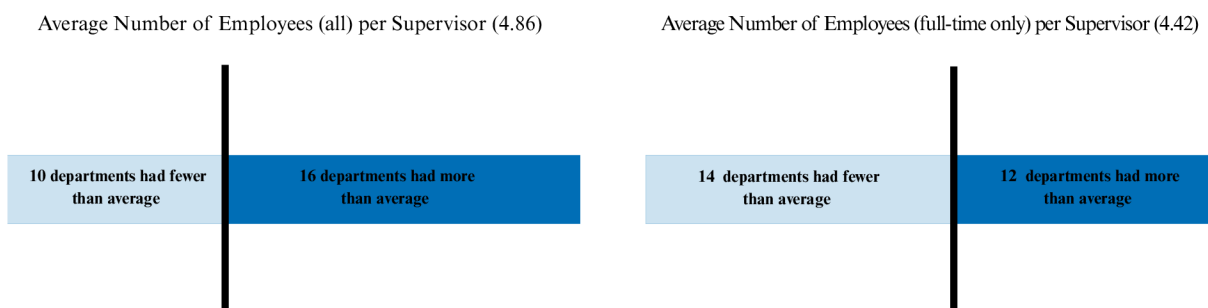 Average Number of Employees (all) per Supervisor (4.86)
10 departments had fewer
than average
16 departments had more
than average
Average Number of Employees (full-time only) per Supervisor (4.42)
14 departments had fewer
than average
12 departments had more
than average